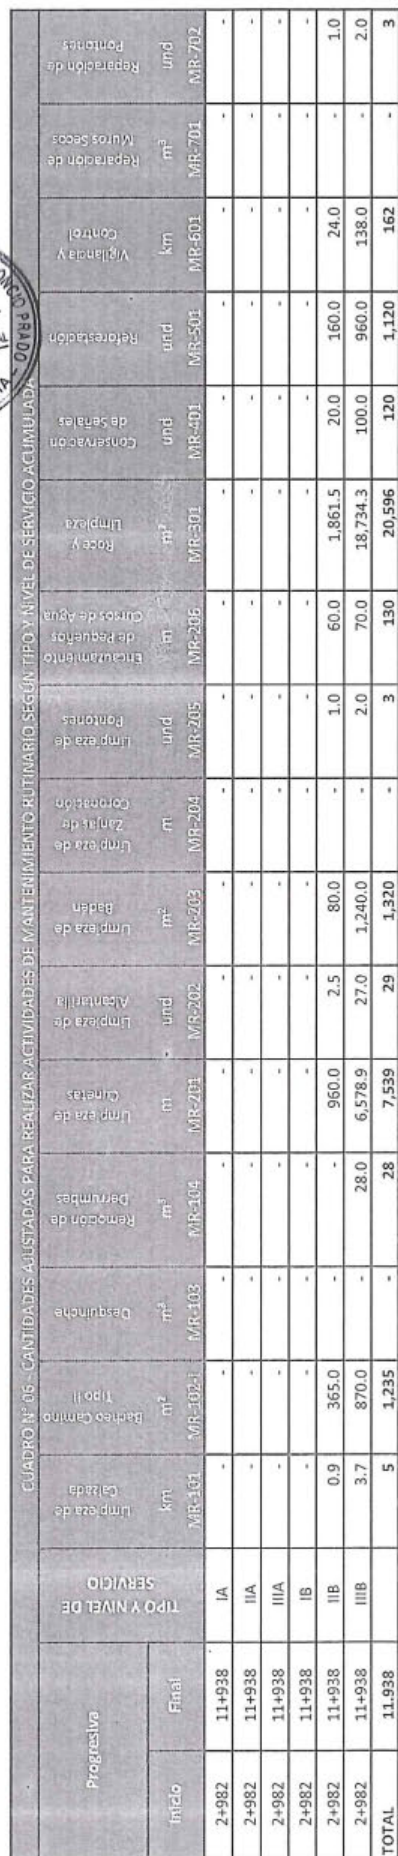 CUADRO N° 06 - CANTIDADES AJUSTADAS PARA REALIZAR ACTIVIDADES DE MANTENIMIENTO RUTINARIO SEGÚN TIPO Y NIVEL DE SERVICIO ACUMULADA
Progresiva | TIPO Y NIVEL DE SERVICIO | Limpieza de Calzada | Bacheo Camino Tipo II | Desquinche | Remoción de Derrumbes | Limpieza de Cunetas | Limpieza de Alcantarilla | Limpieza de Badén | Limpieza de Zanjas de Coronación | Limpieza de Pontones | Encauzamiento de Pequeños Cursos de Agua | Roce y Limpieza | Conservación de Señales | Reforestación | Vigilancia y Control | Reparación de Muros Secos | Reparación de Pontones
Inicio | Final | km | m² | m³ | m³ | m | und | m² | m | und | m | m² | und | und | km | m³ | und
MR-101 | MR-102-I | MR-103 | MR-104 | MR-201 | MR-202 | MR-203 | MR-204 | MR-205 | MR-206 | MR-301 | MR-401 | MR-501 | MR-601 | MR-701 | MR-702
2+982 | 11+938 | IA | - | - | - | - | - | - | - | - | - | - | - | - | - | - | - | -
2+982 | 11+938 | IIA | - | - | - | - | - | - | - | - | - | - | - | - | - | - | - | -
2+982 | 11+938 | IIIA | - | - | - | - | - | - | - | - | - | - | - | - | - | - | - | -
2+982 | 11+938 | IB | - | - | - | - | - | - | - | - | - | - | - | - | - | - | - | -
2+982 | 11+938 | IIB | 0.9 | 365.0 | - | - | 960.0 | 2.5 | 80.0 | - | 1.0 | 60.0 | 1,861.5 | 20.0 | 160.0 | 24.0 | - | 1.0
2+982 | 11+938 | IIIB | 3.7 | 870.0 | - | 28.0 | 6,578.9 | 27.0 | 1,240.0 | - | 2.0 | 70.0 | 18,734.3 | 100.0 | 960.0 | 138.0 | - | 2.0
TOTAL | 11.938 | 5 | 1,235 | - | 28 | 7,539 | 29 | 1,320 | - | 3 | 130 | 20,596 | 120 | 1,120 | 162 | - | 3
PRADO